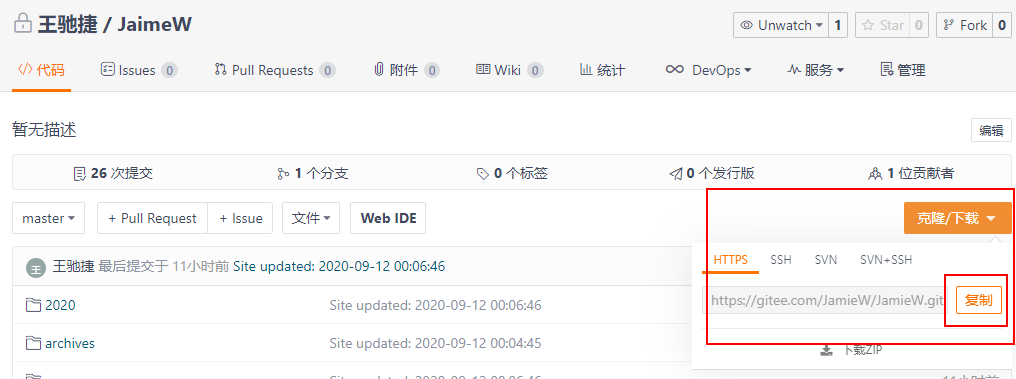 王驰捷 / JaimeW
Unwatch 1 Star 0 Fork 0
代码 Issues 0 Pull Requests 0 附件 0 Wiki 0 统计 DevOps 服务 管理
暂无描述 编辑
26 次提交 1 个分支 0 个标签 0 个发行版 1 位贡献者
master + Pull Request + Issue 文件 Web IDE 克隆/下载
王 王驰捷 最后提交于 11小时前 Site updated: 2020-09-12 00:06:46
HTTPS SSH SVN SVN+SSH
https://gitee.com/JamieW/JamieW.git 复制
2020 Site updated: 2020-09-12 00:06:46
archives Site updated: 2020-09-12 00:04:45
下载ZIP